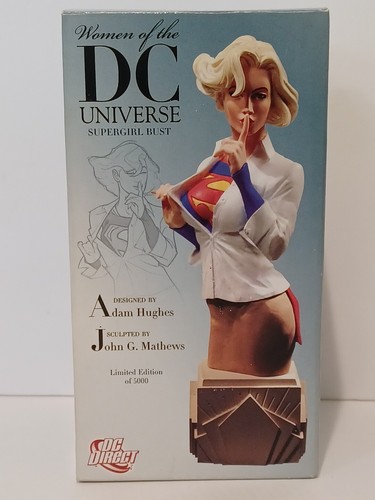 Women of the
DC
UNIVERSE
SUPERGIRL BUST
DESIGNED BY
Adam Hughes
SCULPTED BY
John G. Mathews
Limited Edition
of 5000
DC
DIRECT